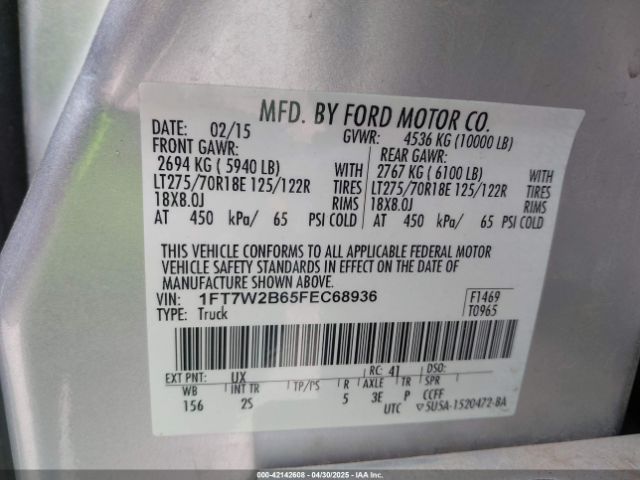 MFD. BY FORD MOTOR CO.
DATE: 02/15 GVWR: 4536 KG (10000 LB)
FRONT GAWR: REAR GAWR:
2694 KG ( 5940 LB) WITH 2767 KG ( 6100 LB) WITH
LT275/70R18E 125/122R TIRES LT275/70R18E 125/122R TIRES
18X8.0J RIMS 18X8.0J RIMS
AT 450 kPa/ 65 PSI COLD AT 450 kPa/ 65 PSI COLD
THIS VEHICLE CONFORMS TO ALL APPLICABLE FEDERAL MOTOR
VEHICLE SAFETY STANDARDS IN EFFECT ON THE DATE OF
MANUFACTURE SHOWN ABOVE.
VIN: 1FT7W2B65FEC68936 F1469
TYPE: Truck T0965
EXT PNT: UX RC: 41 DSO:
WB INT TR TP/PS R AXLE TR SPR
156 2S 5 3E P CCFF
UTC ▽5USA-1520472-BA
000-42142608 - 04/30/2025 - IAAI.COM